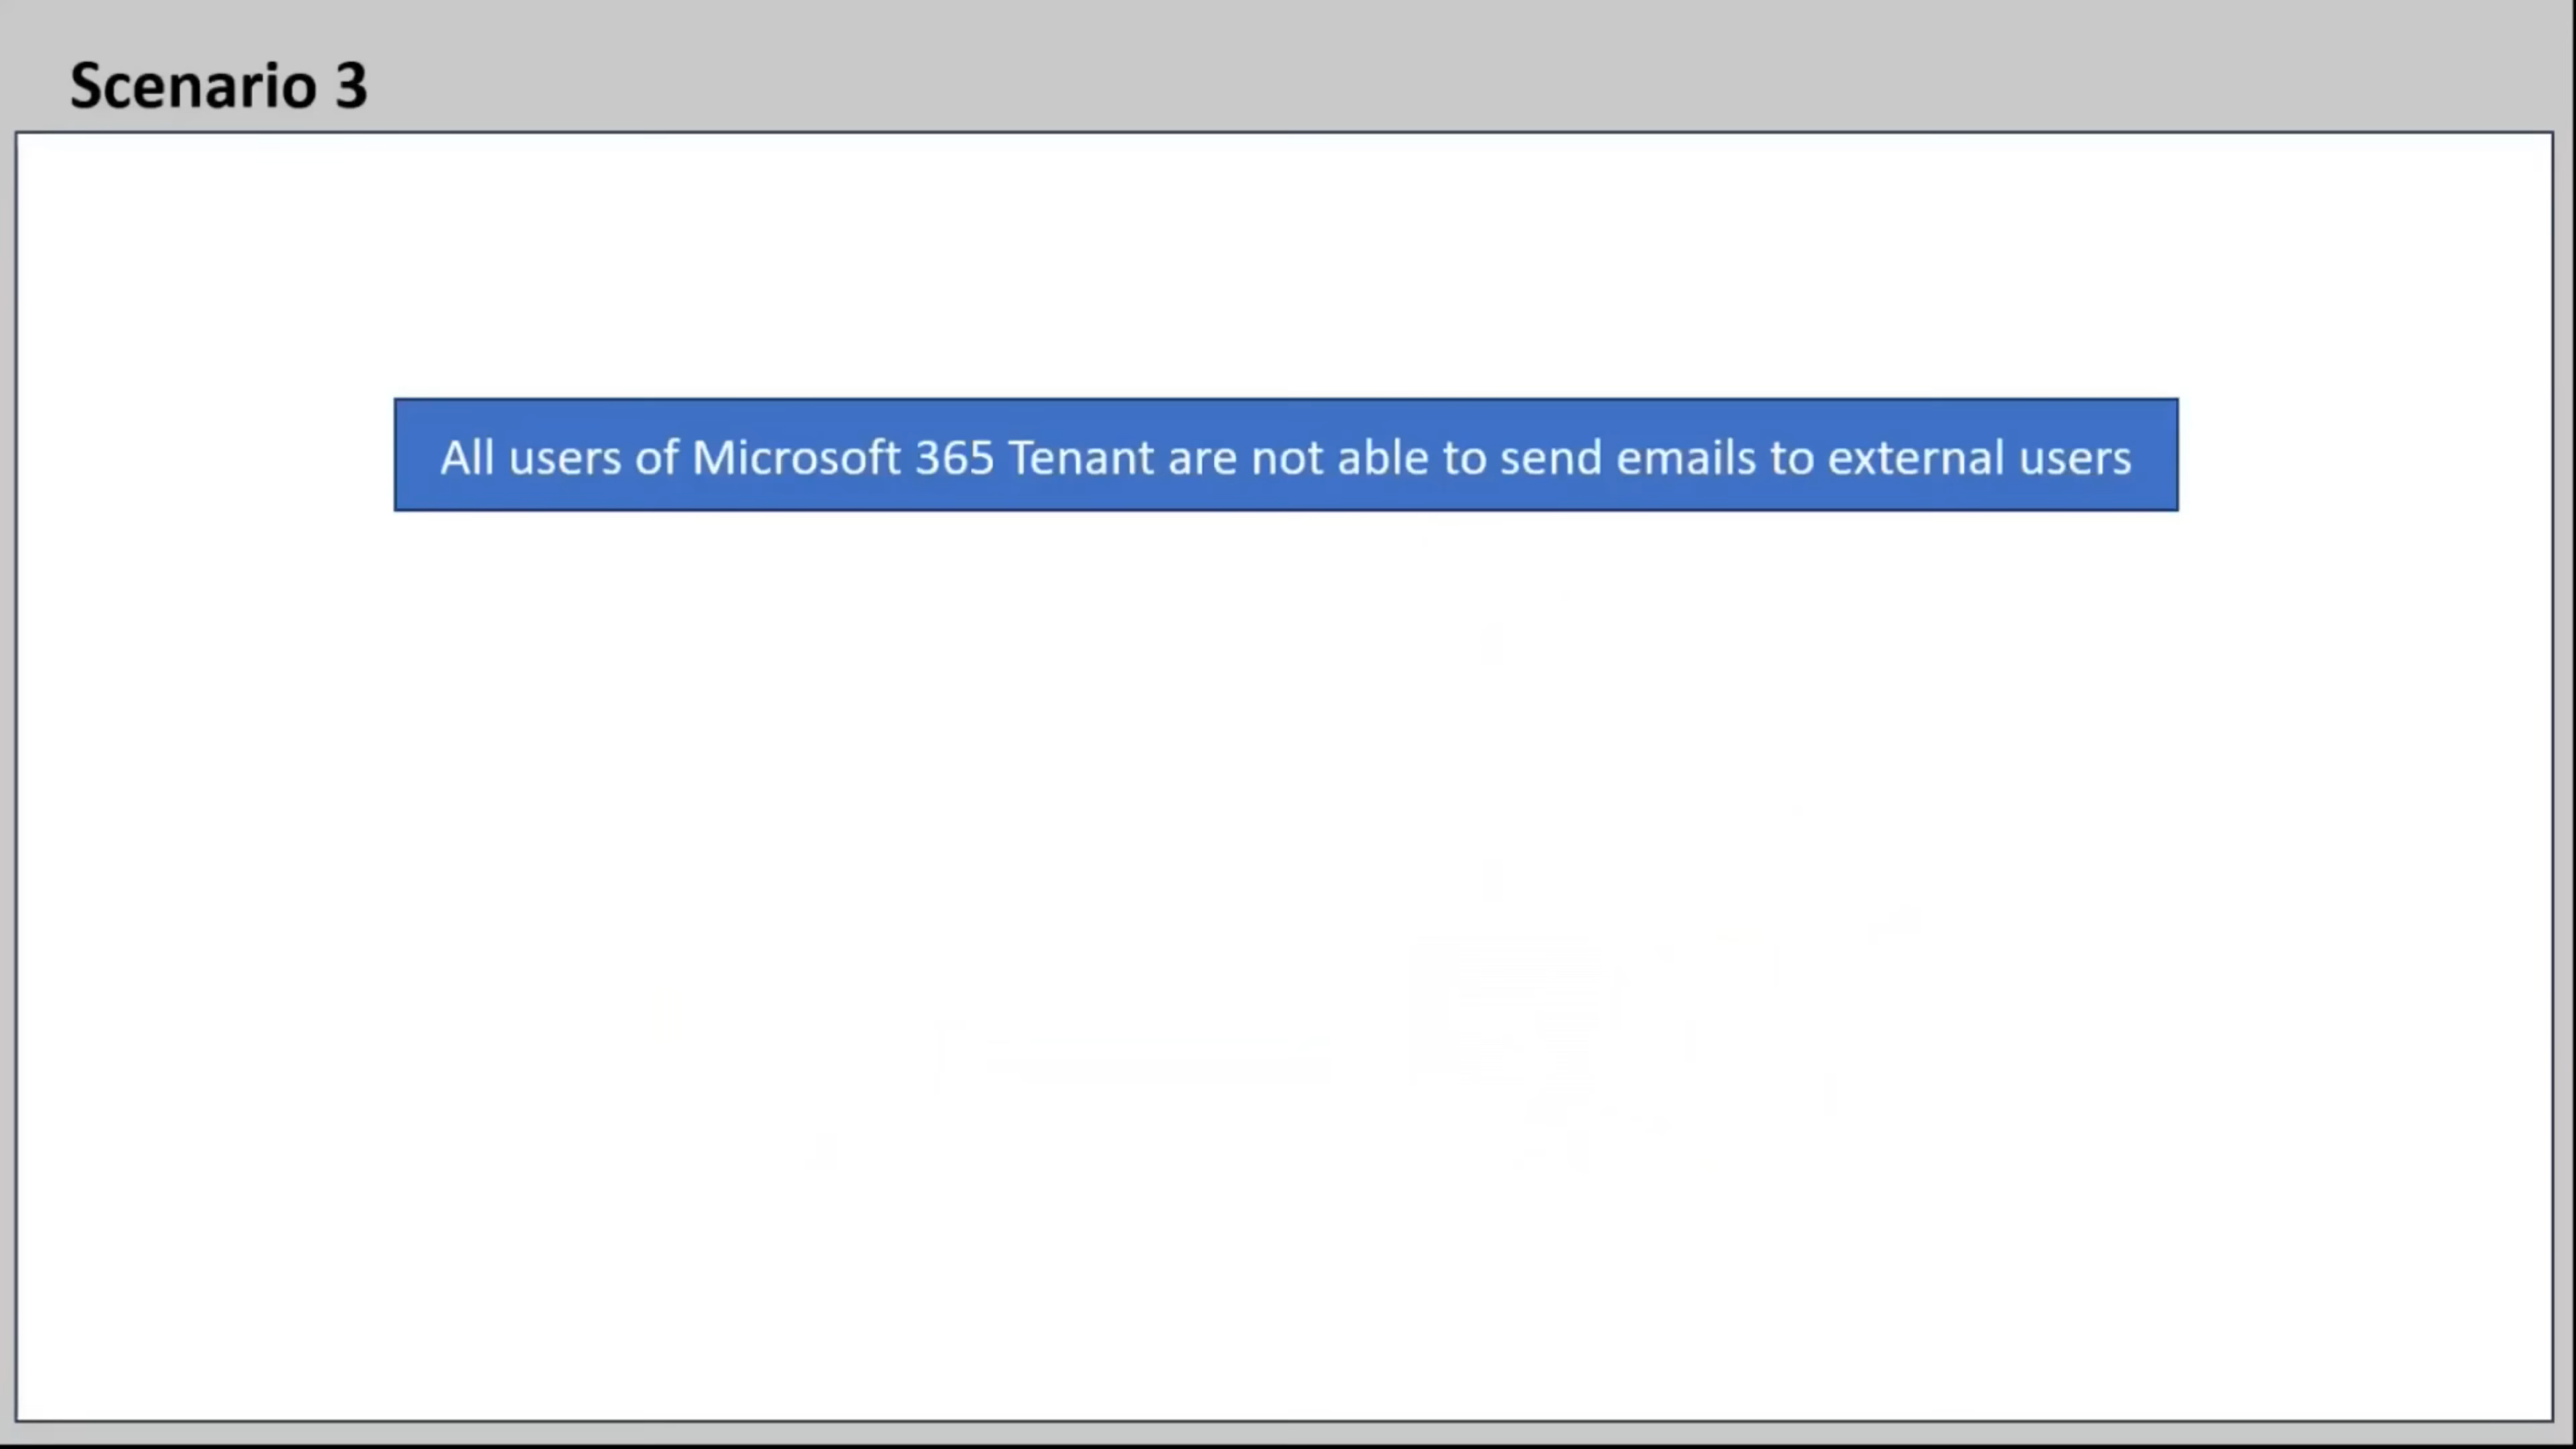 Scenario 3
All users of Microsoft 365 Tenant are not able to send emails to external users